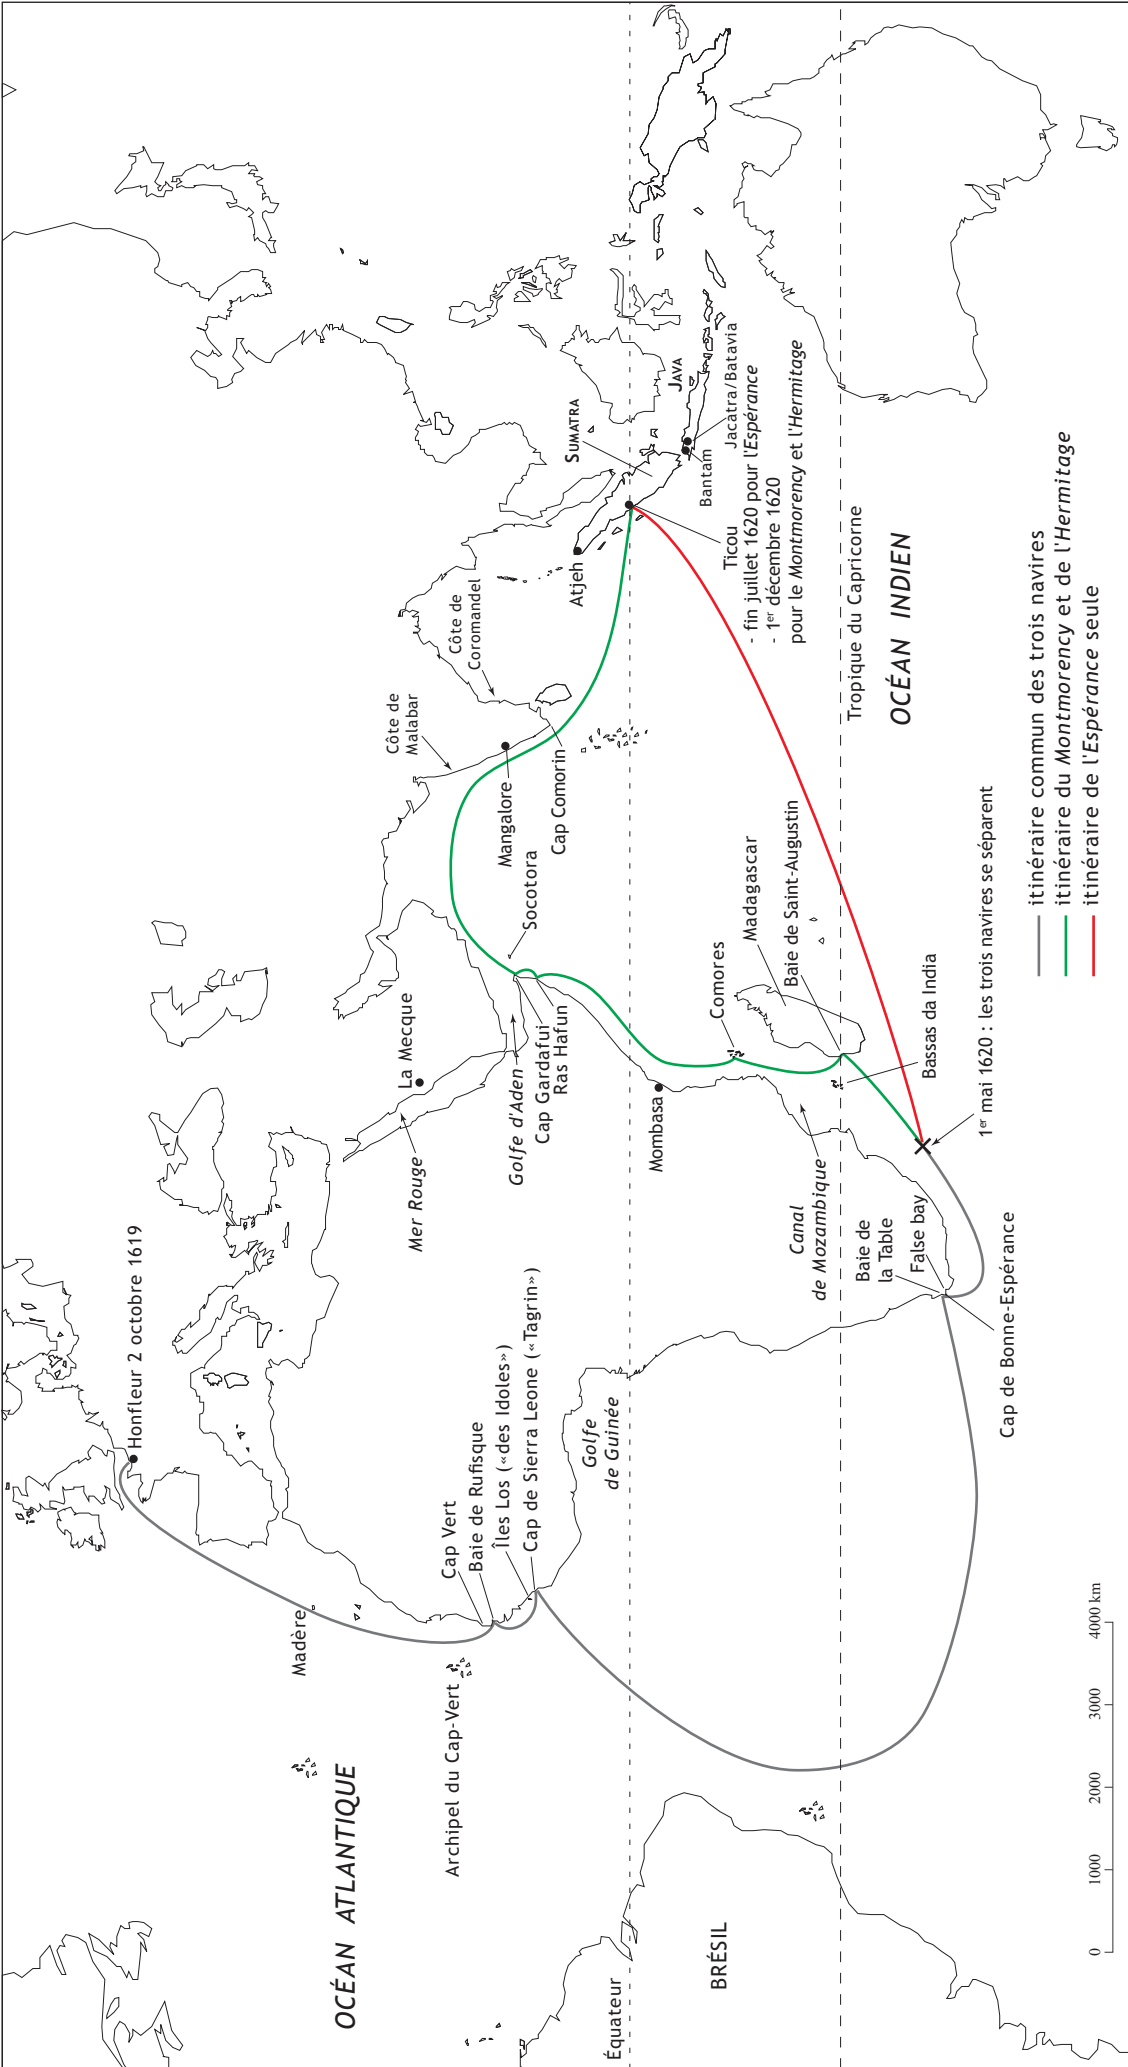 Honfleur 2 octobre 1619
Madère
OCÉAN ATLANTIQUE
Archipel du Cap-Vert
Cap Vert
Baie de Rufisque
Îles Los («des Idoles»)
Cap de Sierra Leone («Tagrin»)
Golfe
de Guinée
Équateur
BRÉSIL
Mer Rouge
La Mecque
Golfe d'Aden
Cap Gardafui
Ras Hafun
Socotora
Mombasa
Comores
Madagascar
Baie de Saint-Augustin
Canal
de Mozambique
Bassas da India
Baie de
la Table
False bay
Cap de Bonne-Espérance
1er mai 1620 : les trois navires se séparent
Côte de
Malabar
Mangalore
Cap Comorin
Côte de
Coromandel
Atjeh
SUMATRA
JAVA
Bantam
Jacatra/Batavia
Ticou
- fin juillet 1620 pour l'Espérance
- 1er décembre 1620
pour le Montmorency et l'Hermitage
Tropique du Capricorne
OCÉAN INDIEN
itinéraire commun des trois navires
itinéraire du Montmorency et de l'Hermitage
itinéraire de l'Espérance seule
0 1000 2000 3000 4000 km